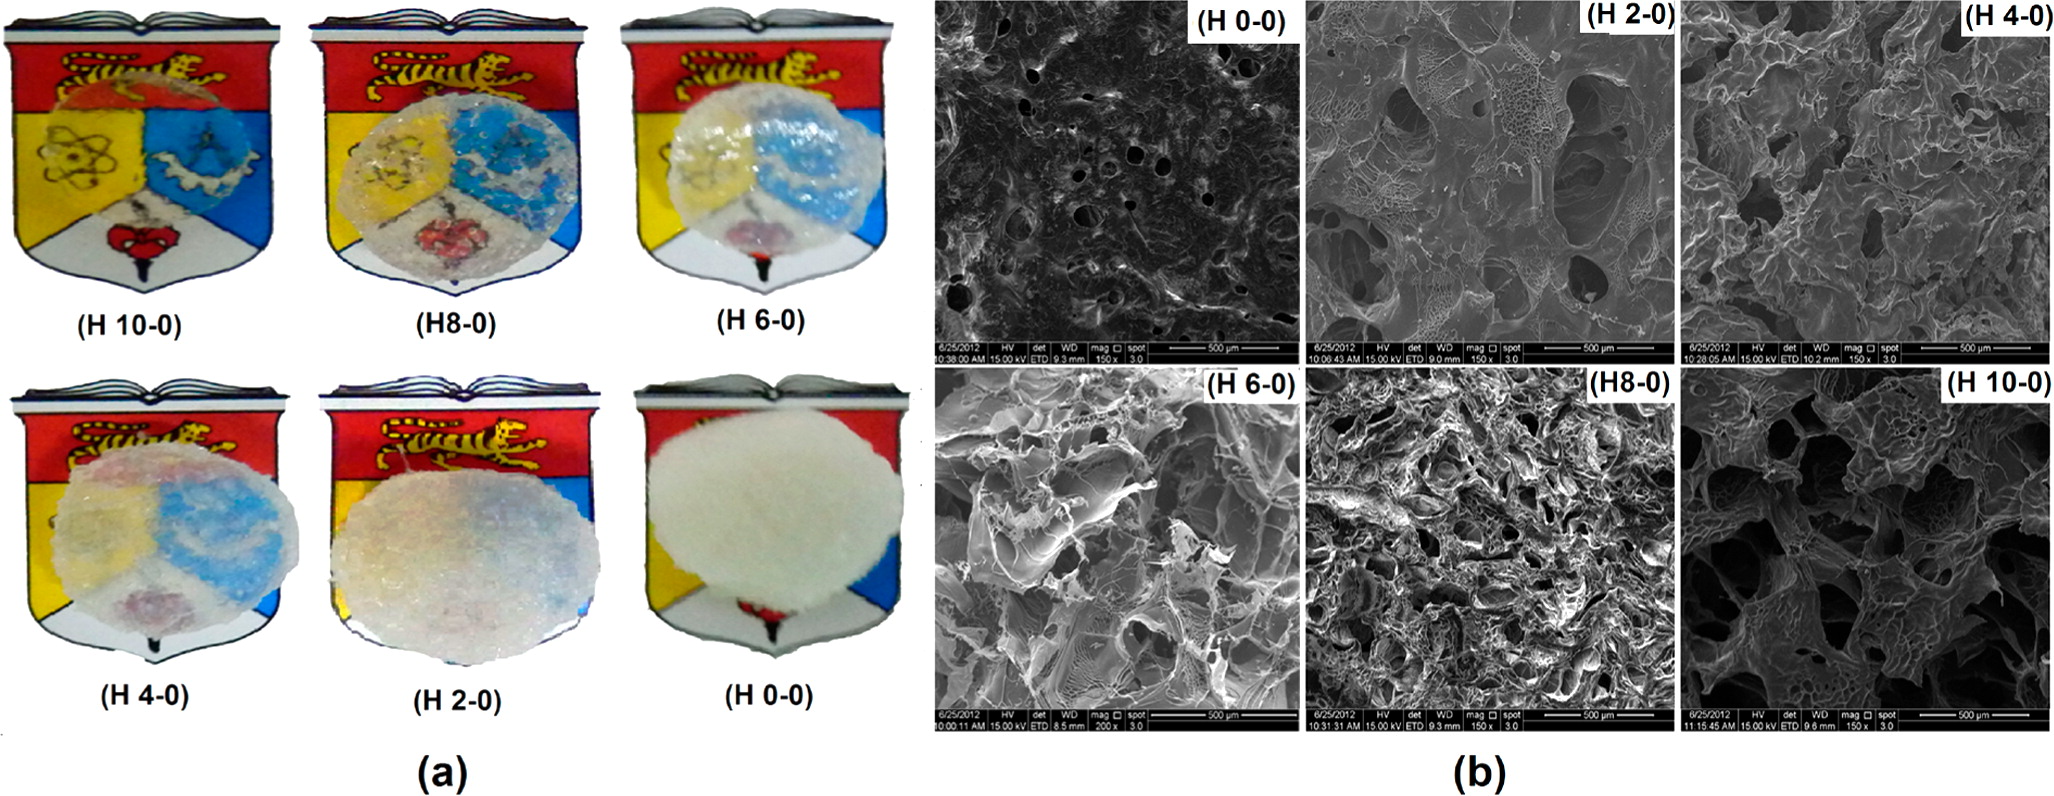 (H 10-0)
(H8-0)
(H 6-0)
(H 4-0)
(H 2-0)
(H 0-0)
(a)
(H 0-0)
6/25/2012 HV det WD mag □ spot
10:38:00 AM 15.00 kV ETD 9.3 mm 150 x 3.0 500 µm
(H 2-0)
6/25/2012 HV det WD mag □ spot
10:06:43 AM 15.00 kV ETD 9.0 mm 150 x 3.0 500 µm
(H 4-0)
6/25/2012 HV det WD mag □ spot
10:28:05 AM 15.00 kV ETD 10.2 mm 150 x 3.0 500 µm
(H 6-0)
6/25/2012 HV det WD mag □ spot
10:00:11 AM 15.00 kV ETD 8.5 mm 200 x 3.0 500 µm
(H8-0)
6/25/2012 HV det WD mag □ spot
10:31:31 AM 15.00 kV ETD 9.3 mm 150 x 3.0 500 µm
(H 10-0)
6/25/2012 HV det WD mag □ spot
11:15:45 AM 15.00 kV ETD 9.6 mm 150 x 3.0 500 µm
(b)